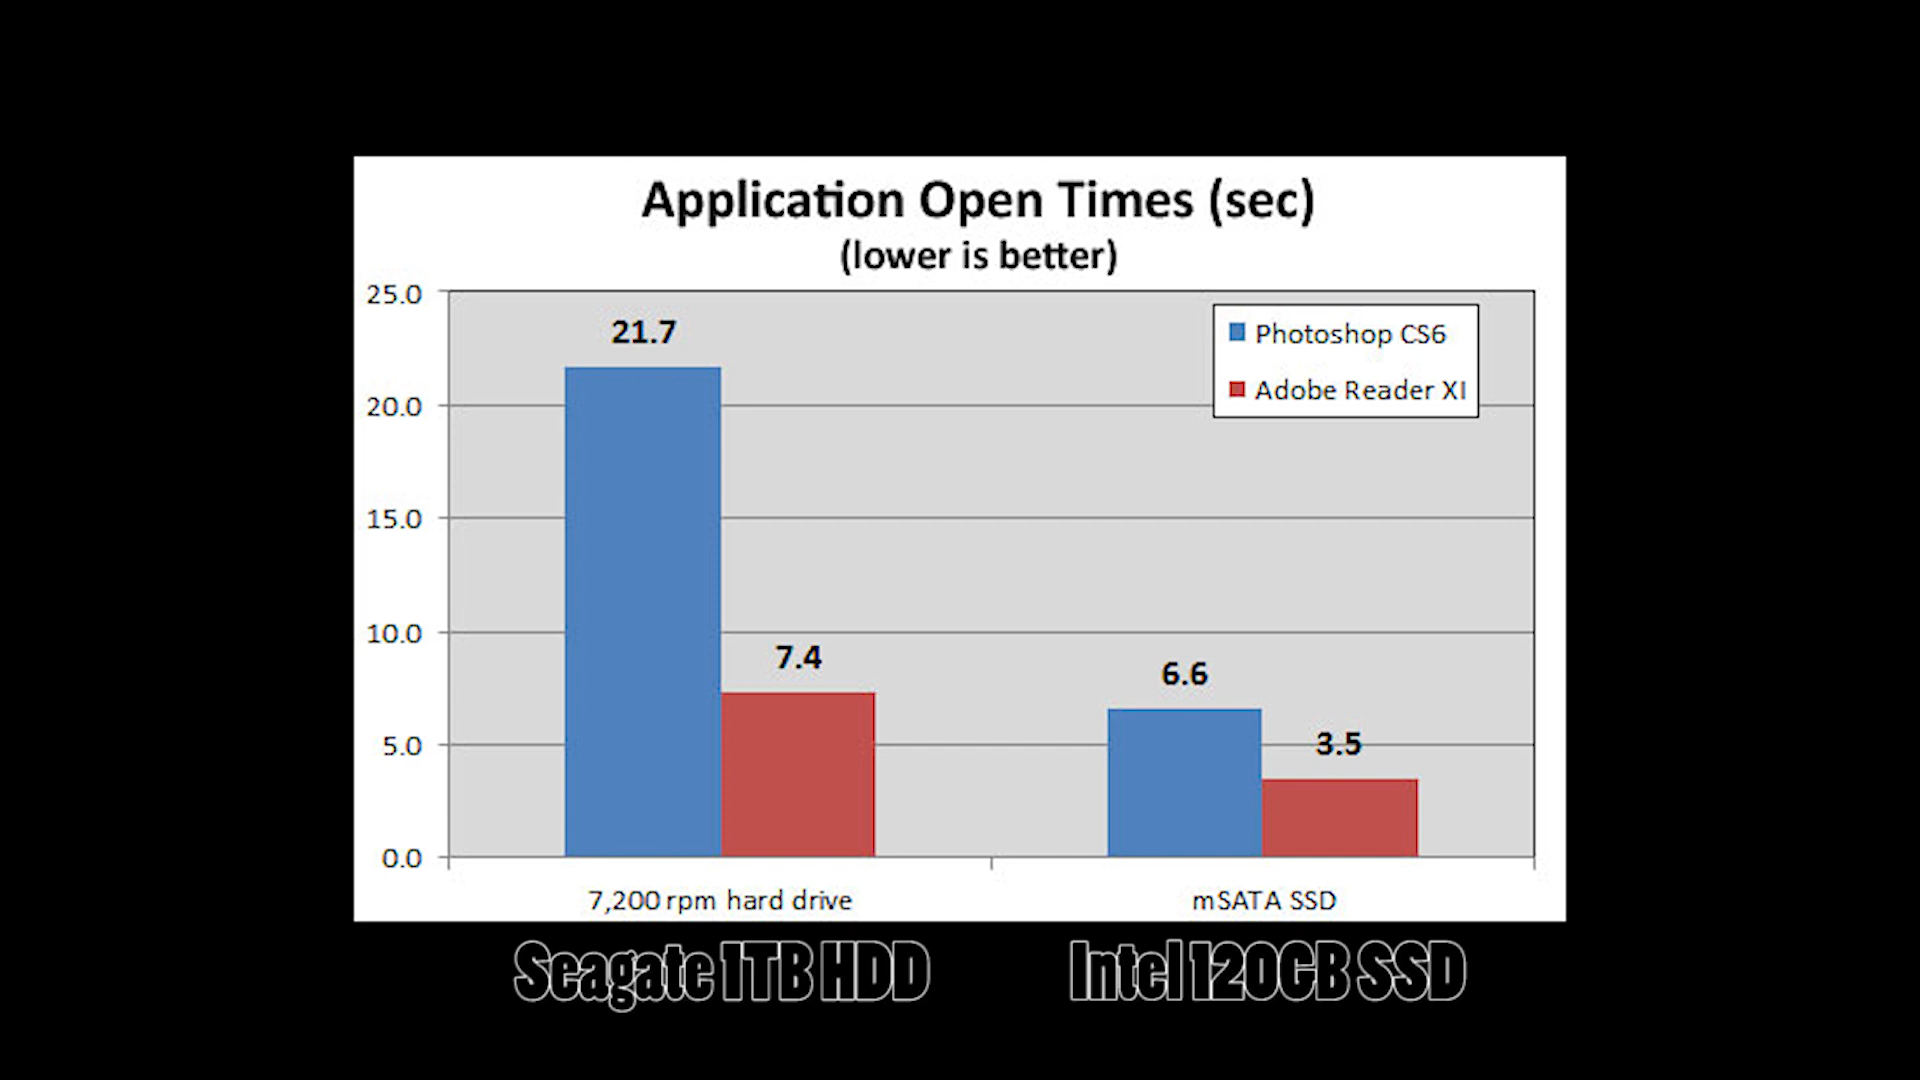 Application Open Times (sec)
(lower is better)
25.0
20.0
15.0
10.0
5.0
0.0
21.7
7.4
6.6
3.5
Photoshop CS6
Adobe Reader XI
7,200 rpm hard drive
mSATA SSD
Seagate 1TB HDD
Intel 120GB SSD